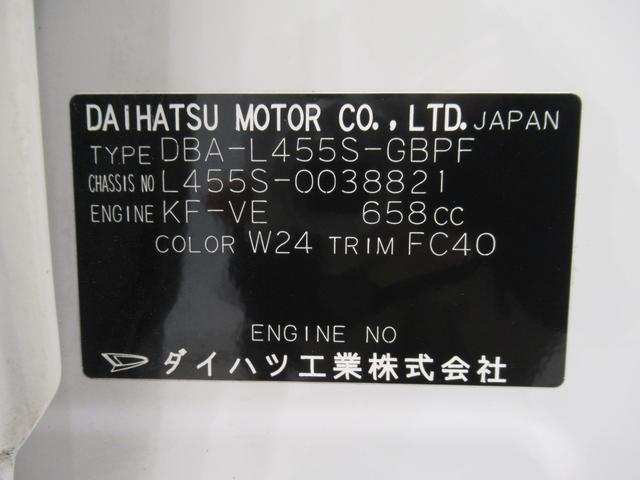 DAIHATSU MOTOR CO.,LTD. JAPAN
TYPE DBA-L455S-GBPF
CHASSIS NO L455S-0038821
ENGINE KF-VE 658cc
COLOR W24 TRIM FC40
ENGINE NO
ダイハツ工業株式会社